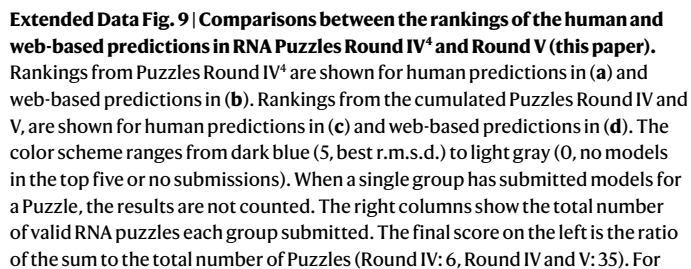 Extended Data Fig. 9 | Comparisons between the rankings of the human and
web-based predictions in RNA Puzzles Round IV⁴ and Round V (this paper).
Rankings from Puzzles Round IV⁴ are shown for human predictions in (a) and
web-based predictions in (b). Rankings from the cumulated Puzzles Round IV and
V, are shown for human predictions in (c) and web-based predictions in (d). The
color scheme ranges from dark blue (5, best r.m.s.d.) to light gray (0, no models
in the top five or no submissions). When a single group has submitted models for
a Puzzle, the results are not counted. The right columns show the total number
of valid RNA puzzles each group submitted. The final score on the left is the ratio
of the sum to the total number of Puzzles (Round IV: 6, Round IV and V: 35). For